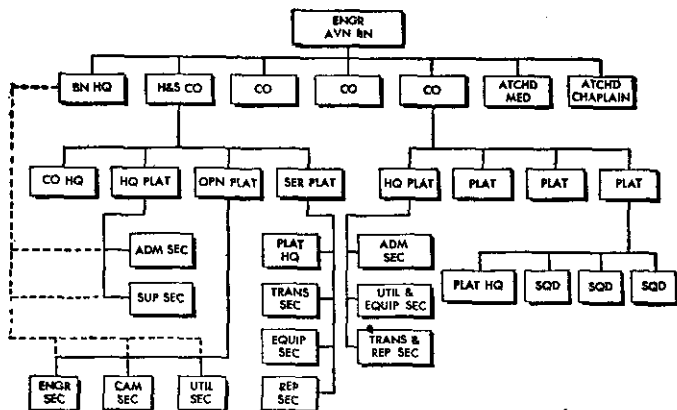 ENGR
AVN BN
BN HQ
H&S CO
CO
CO
CO
ATCHD
MED
ATCHD
CHAPLAIN
CO HQ
HQ PLAT
OPN PLAT
SER PLAT
HQ PLAT
PLAT
PLAT
PLAT
ADM SEC
SUP SEC
PLAT
HQ
TRANS
SEC
EQUIP
SEC
REP
SEC
ADM
SEC
UTIL &
EQUIP SEC
TRANS &
REP SEC
PLAT HQ
SQD
SQD
SQD
ENGR
SEC
CAM
SEC
UTIL
SEC